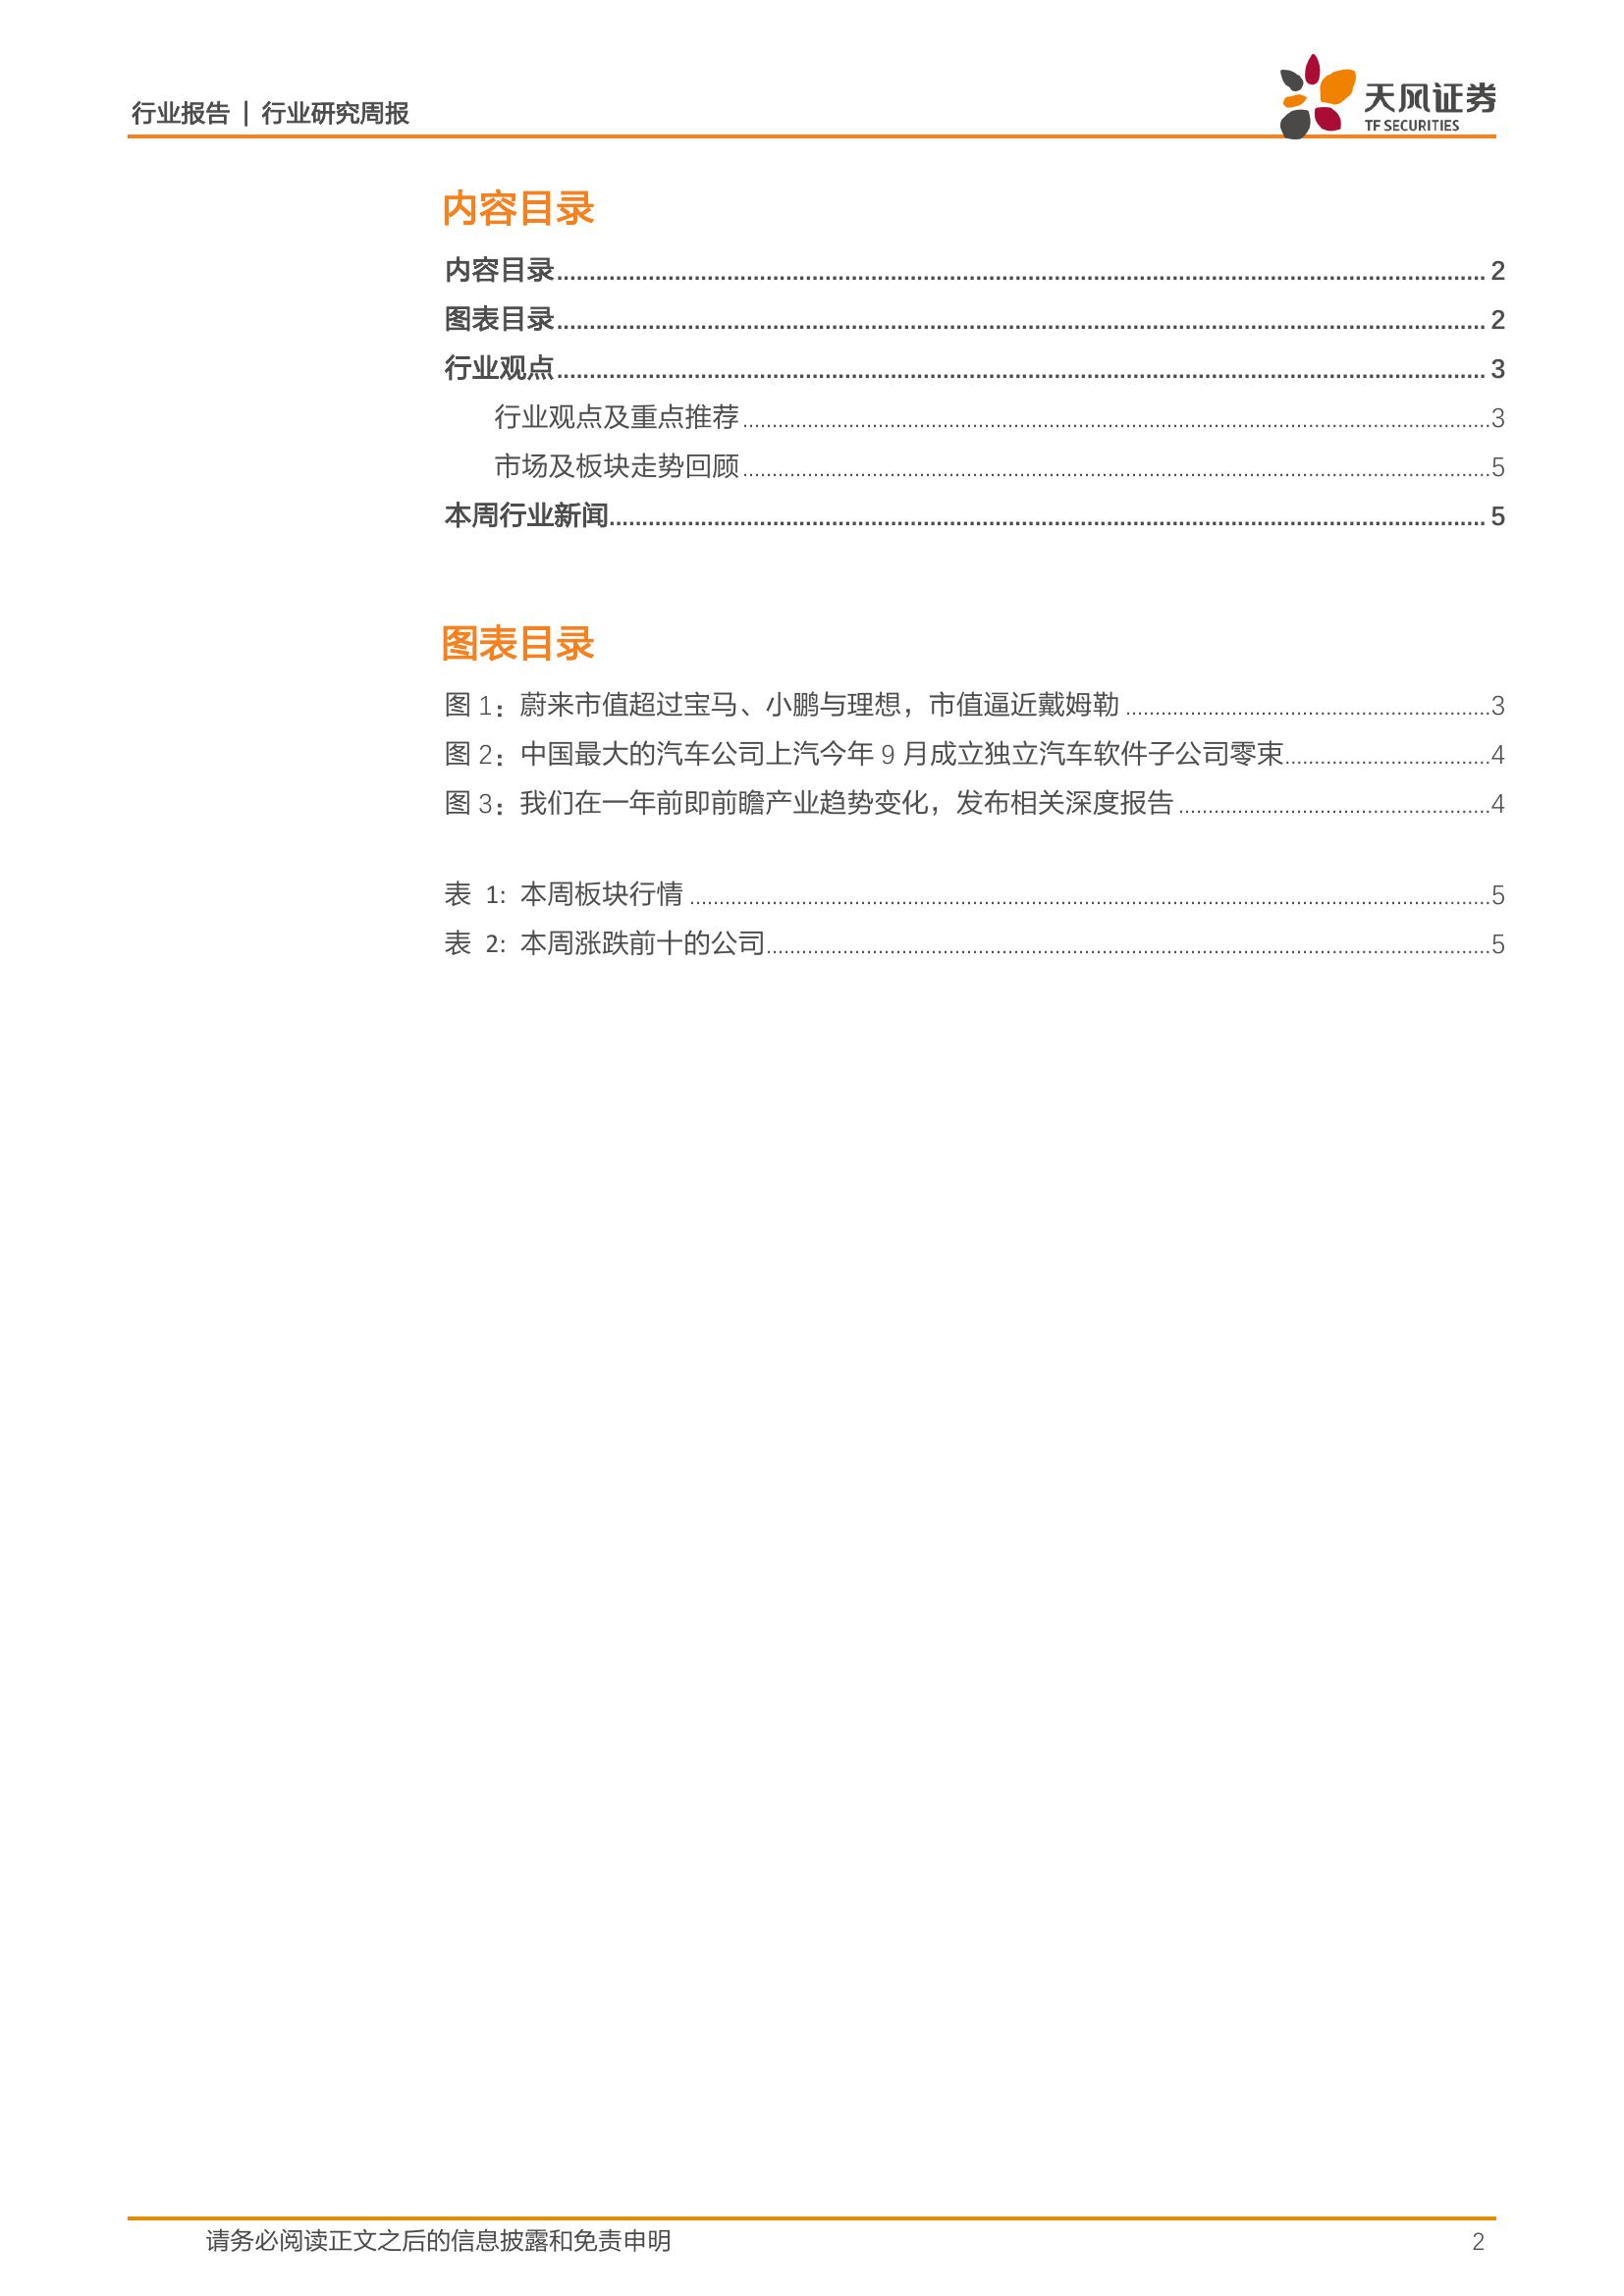 行业报告 | 行业研究周报
天风证券
TF SECURITIES
内容目录
内容目录 2
图表目录 2
行业观点 3
行业观点及重点推荐 3
市场及板块走势回顾 5
本周行业新闻 5
图表目录
图 1：蔚来市值超过宝马、小鹏与理想，市值逼近戴姆勒 3
图 2：中国最大的汽车公司上汽今年 9 月成立独立汽车软件子公司零束 4
图 3：我们在一年前即前瞻产业趋势变化，发布相关深度报告 4
表 1: 本周板块行情 5
表 2: 本周涨跌前十的公司 5
请务必阅读正文之后的信息披露和免责申明 2